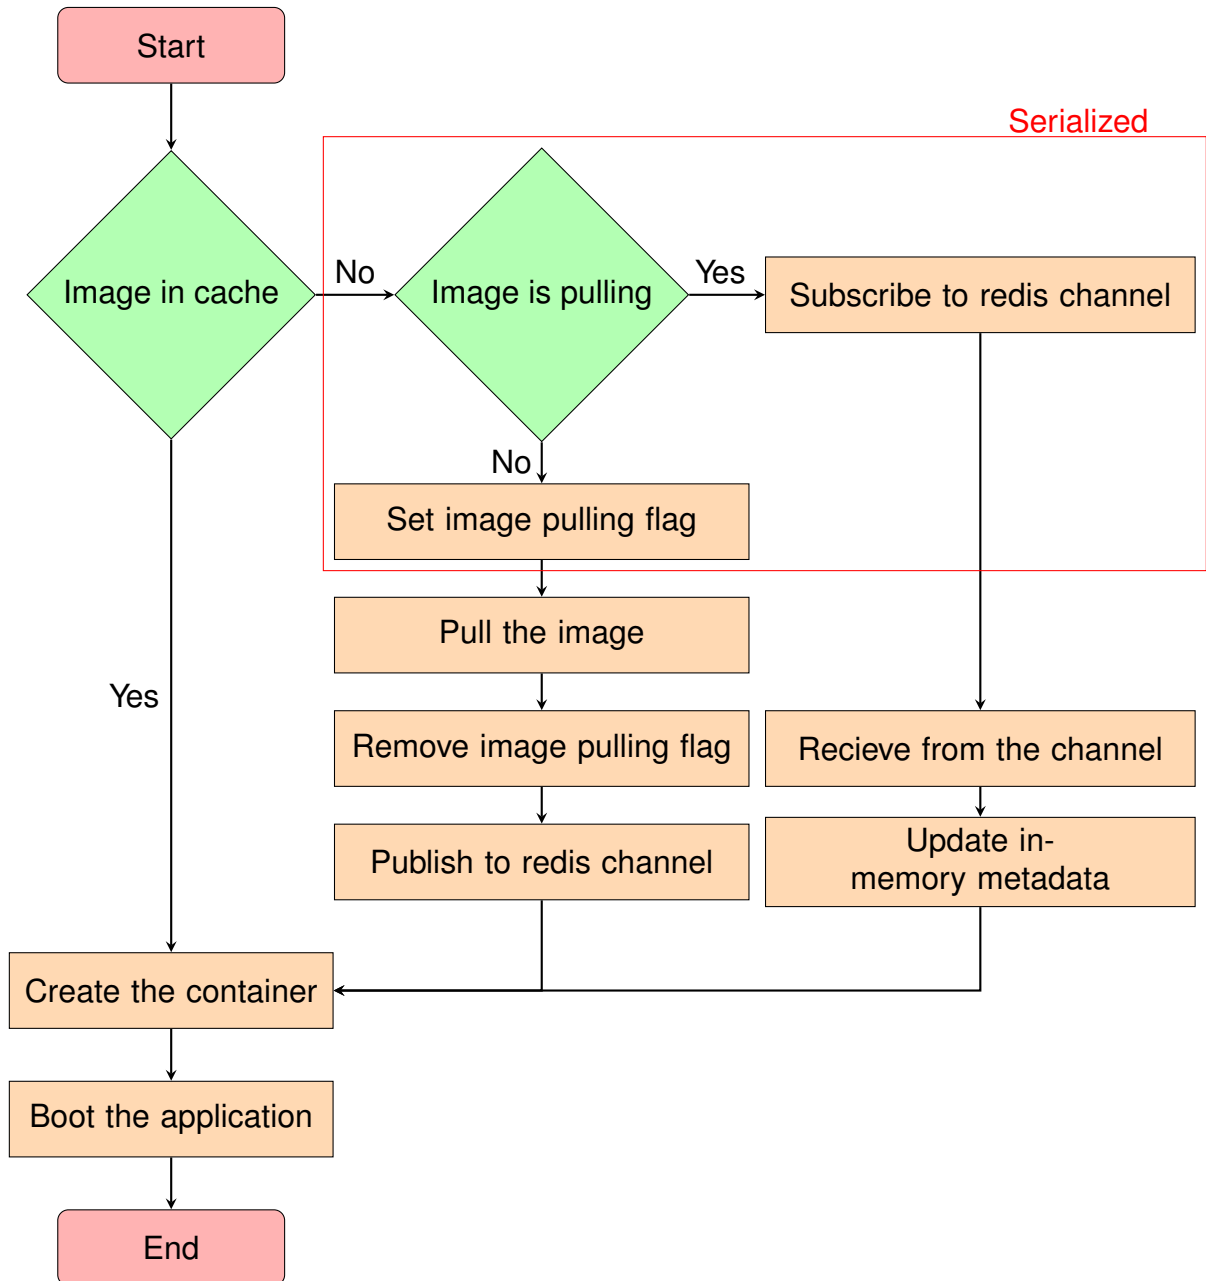 Start
Serialized
Image in cache
No
Image is pulling
Yes
Subscribe to redis channel
No
Set image pulling flag
Pull the image
Yes
Remove image pulling flag
Recieve from the channel
Publish to redis channel
Update in-
memory metadata
Create the container
Boot the application
End